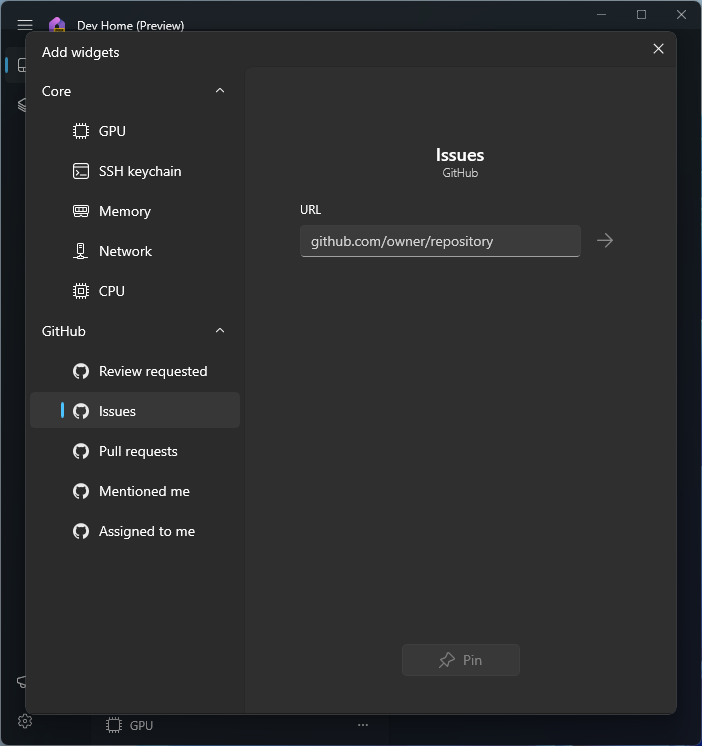 Dev Home (Preview)
Add widgets
Core
GPU
SSH keychain
Memory
Network
CPU
GitHub
Review requested
Issues
Pull requests
Mentioned me
Assigned to me
Issues
GitHub
URL
github.com/owner/repository
Pin
GPU